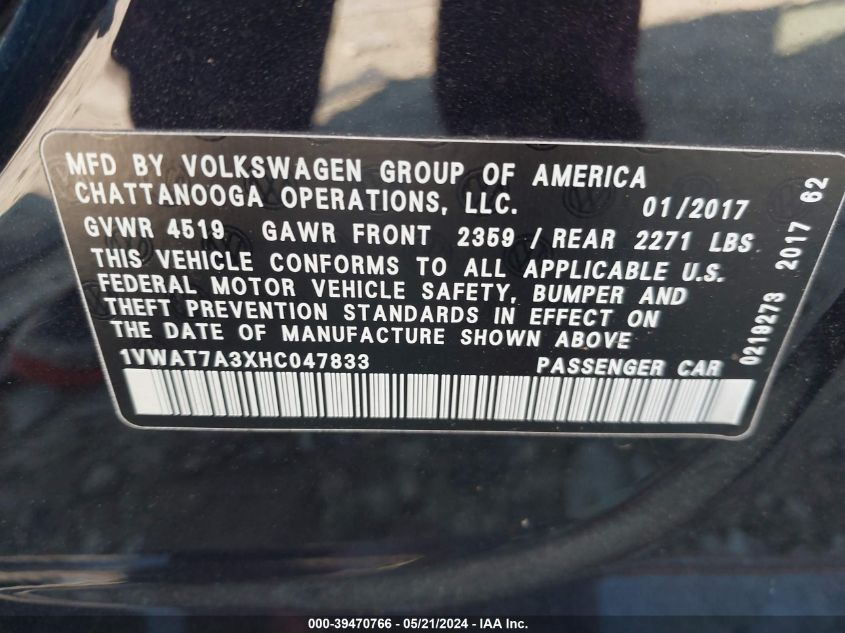 MFD BY VOLKSWAGEN GROUP OF AMERICA
CHATTANOOGA OPERATIONS, LLC. 01/2017
GVWR 4519 GAWR FRONT 2359 / REAR 2271 LBS
THIS VEHICLE CONFORMS TO ALL APPLICABLE U.S.
FEDERAL MOTOR VEHICLE SAFETY, BUMPER AND
THEFT PREVENTION STANDARDS IN EFFECT ON
THE DATE OF MANUFACTURE SHOWN ABOVE
1VWAT7A3XHC047833 PASSENGER CAR
0219273 2017 62
000-39470766 - 05/21/2024 - IAA Inc.